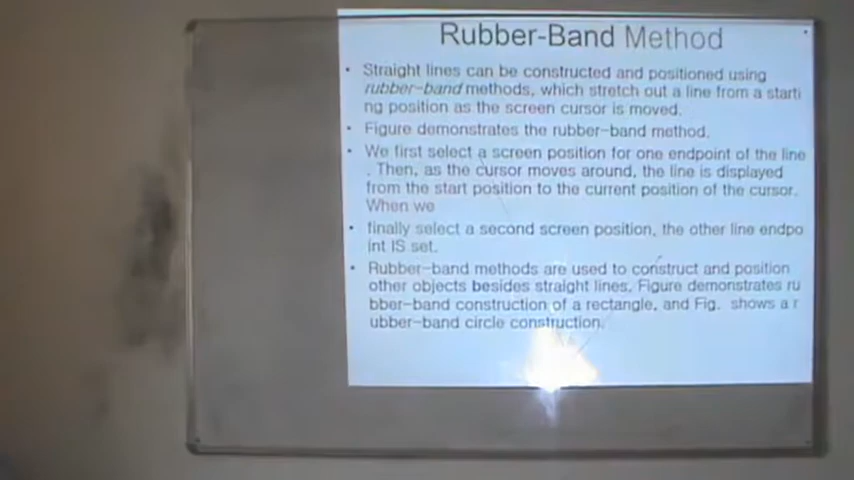 Rubber-Band Method
• Straight lines can be constructed and positioned using
rubber-band methods, which stretch out a line from a starti
ng position as the screen cursor is moved.
• Figure demonstrates the rubber-band method.
• We first select a screen position for one endpoint of the line
. Then, as the cursor moves around, the line is displayed
from the start position to the current position of the cursor.
When we
• finally select a second screen position, the other line endpo
int IS set.
• Rubber-band methods are used to construct and position
other objects besides straight lines, Figure demonstrates ru
bber-band construction of a rectangle, and Fig. shows a r
ubber-band circle construction.